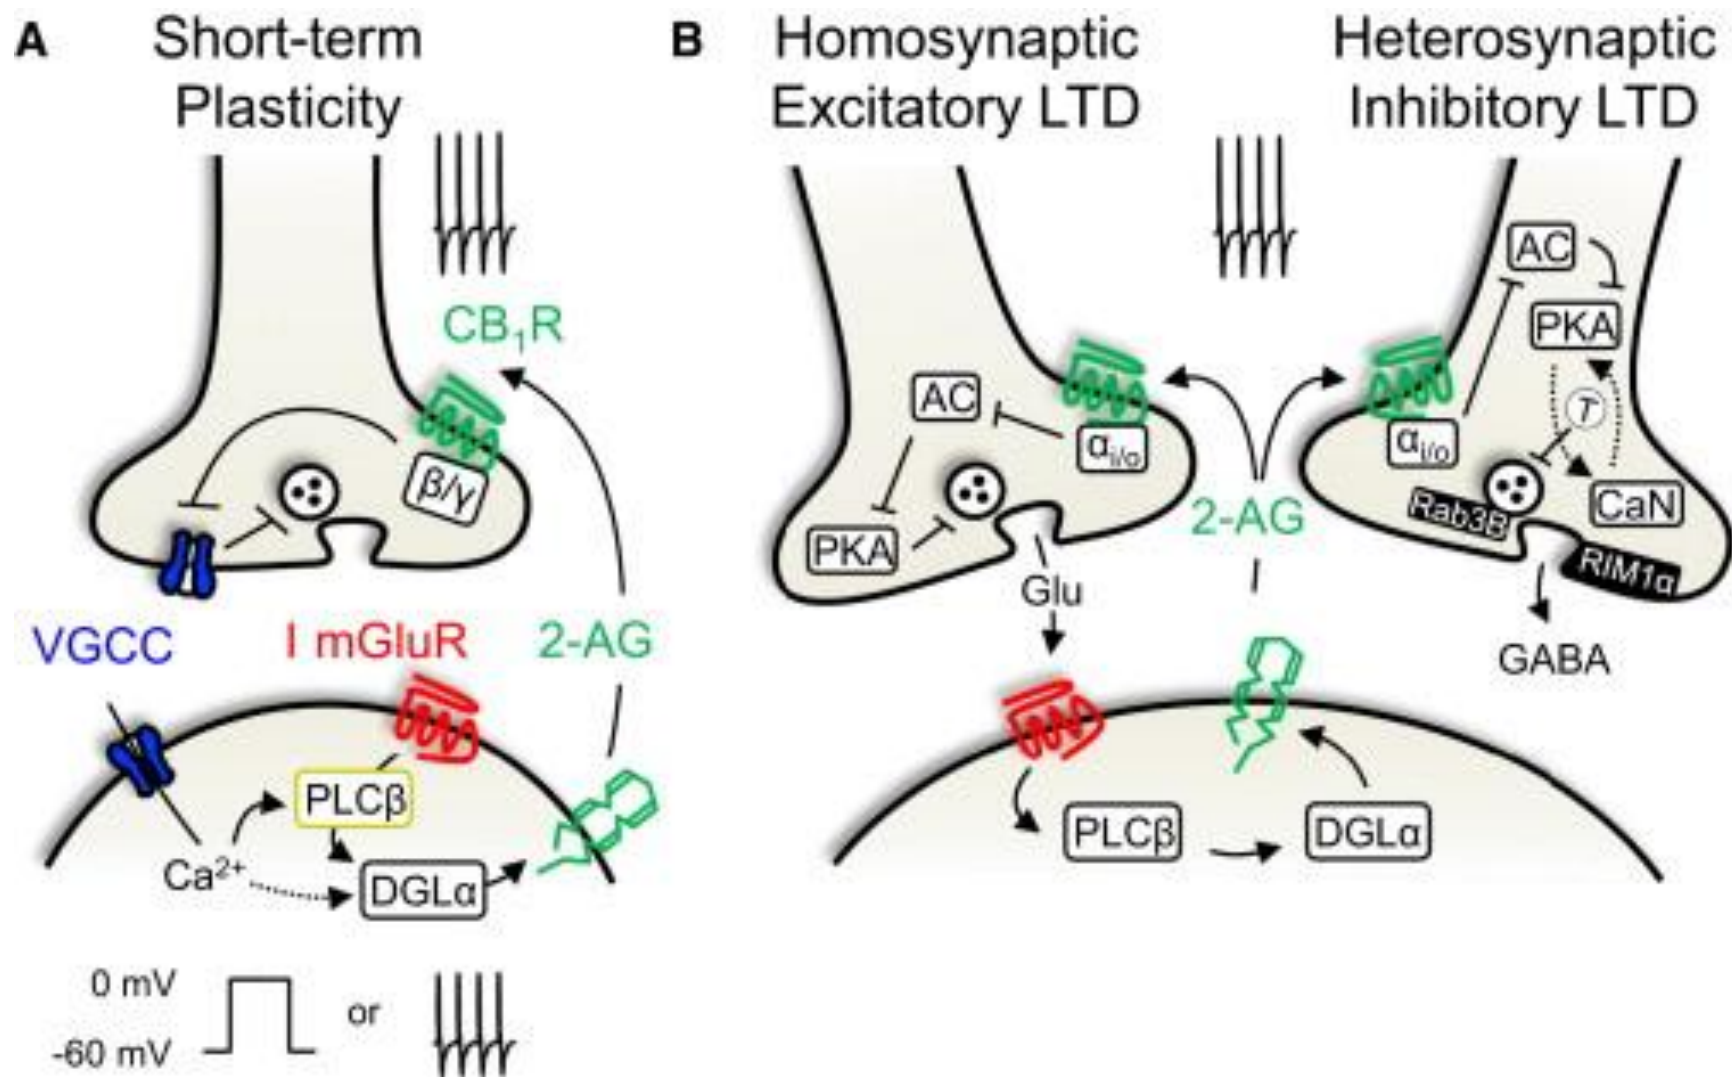 A
Short-term
Plasticity
CB₁R
β/γ
VGCC
I mGluR
2-AG
PLCβ
Ca²⁺
DGLα
0 mV
-60 mV
or
B
Homosynaptic
Excitatory LTD
Heterosynaptic
Inhibitory LTD
AC
αi/o
PKA
Glu
2-AG
AC
PKA
T
αi/o
Rab3B
CaN
RIM1α
GABA
PLCβ
DGLα